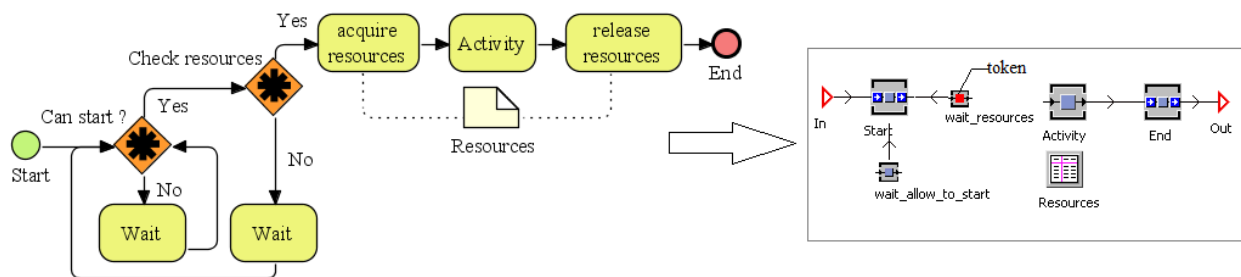 Yes
acquire
resources
Activity
release
resources
Check resources
End
Can start ?
Yes
Resources
No
Start
No
Wait
Wait
token
In
Start
wait_resources
Activity
End
Out
wait_allow_to_start
Resources